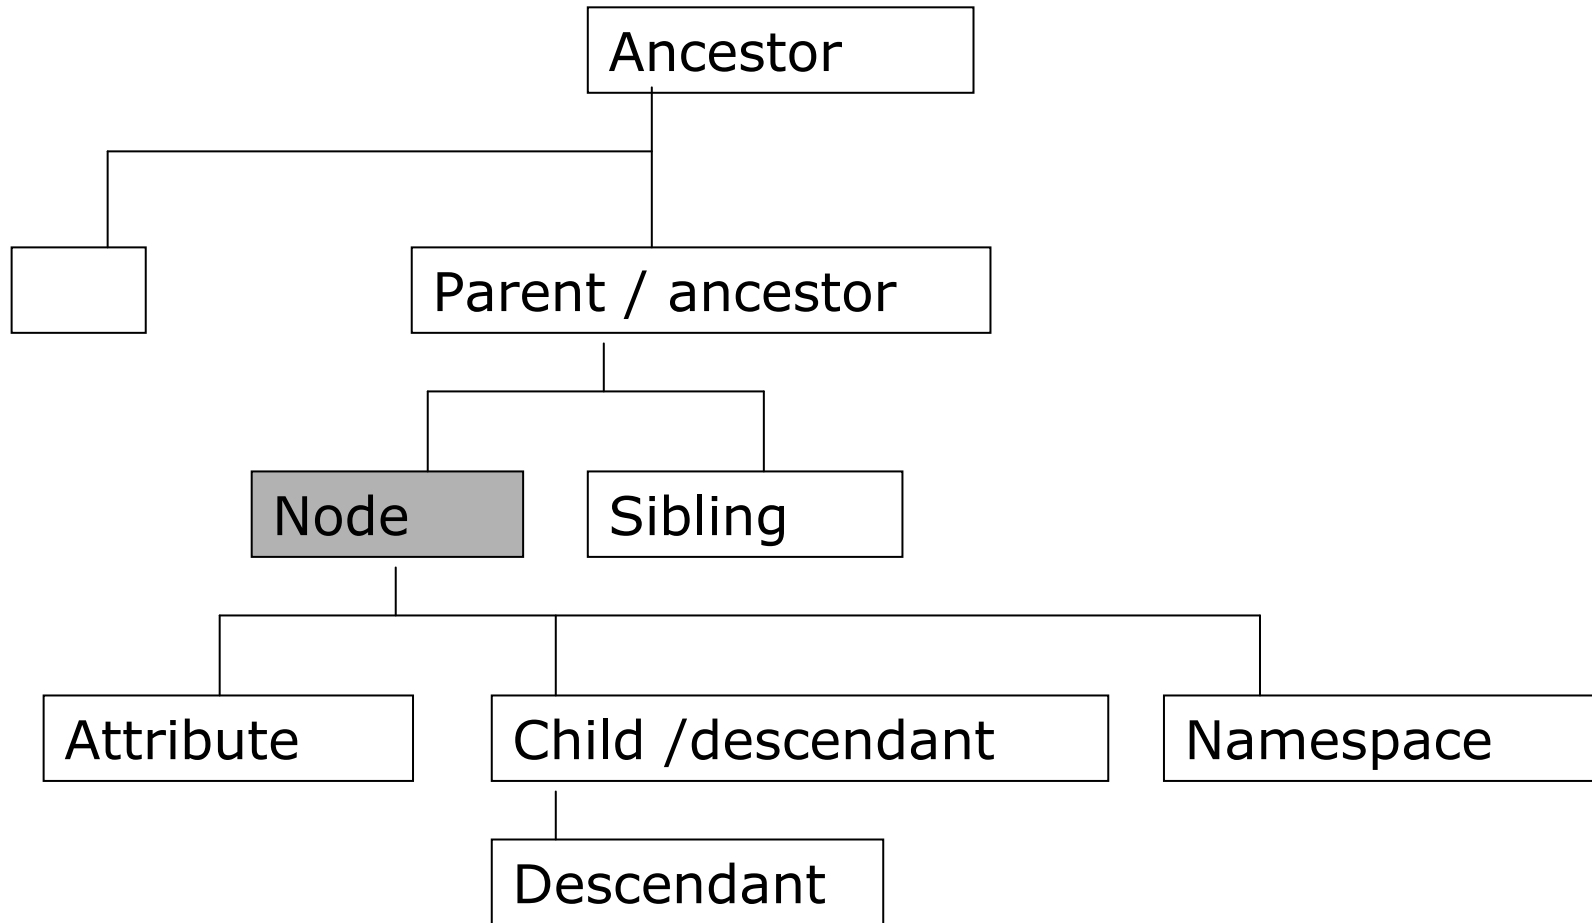 Ancestor
Parent / ancestor
Node
Sibling
Attribute
Child /descendant
Namespace
Descendant